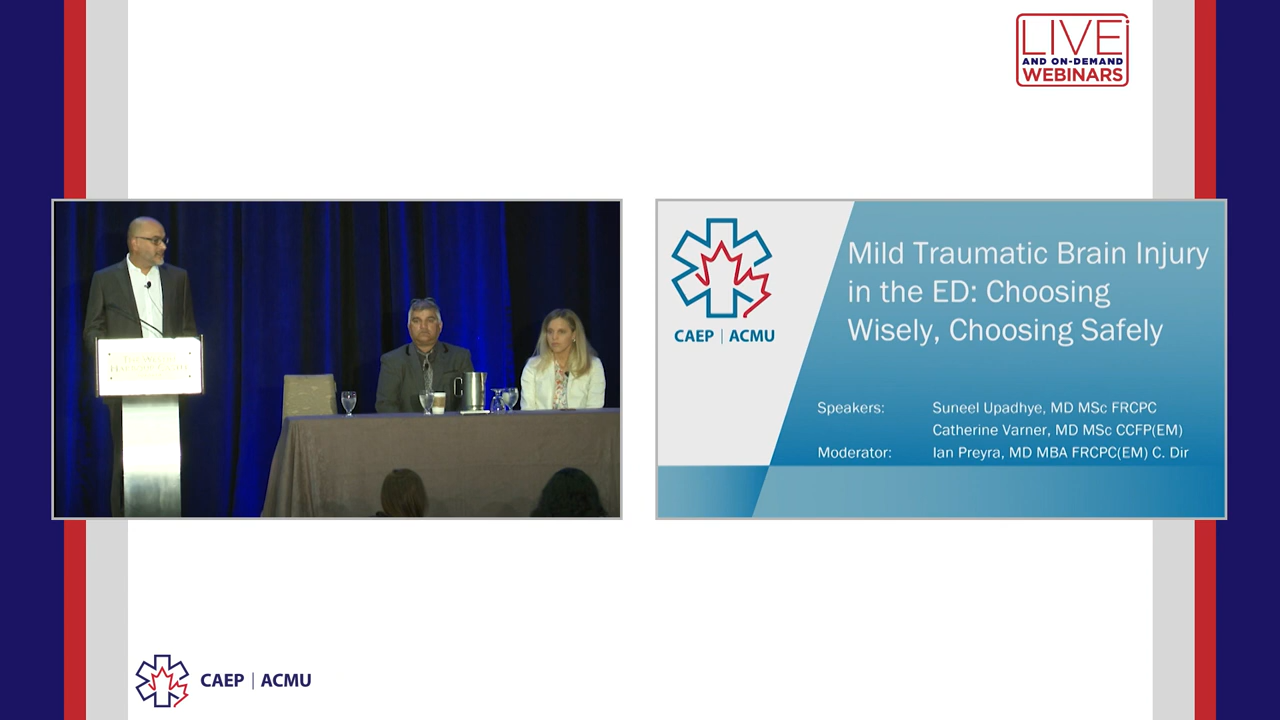 LIVE
AND ON-DEMAND
WEBINARS
CAEP | ACMU
Mild Traumatic Brain Injury
in the ED: Choosing
Wisely, Choosing Safely
Speakers: Suneel Upadhye, MD MSc FRCPC
Catherine Varner, MD MSc CCFP(EM)
Moderator: Ian Preyra, MD MBA FRCPC(EM) C. Dir
CAEP | ACMU